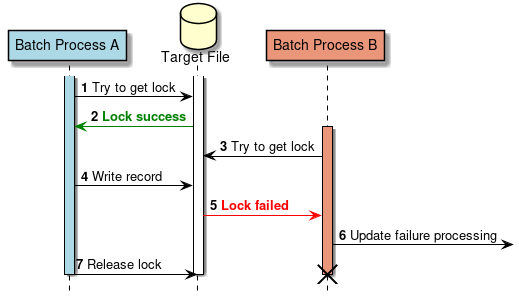 Batch Process A
Target File
Batch Process B
1 Try to get lock
2 Lock success
3 Try to get lock
4 Write record
5 Lock failed
6 Update failure processing
7 Release lock